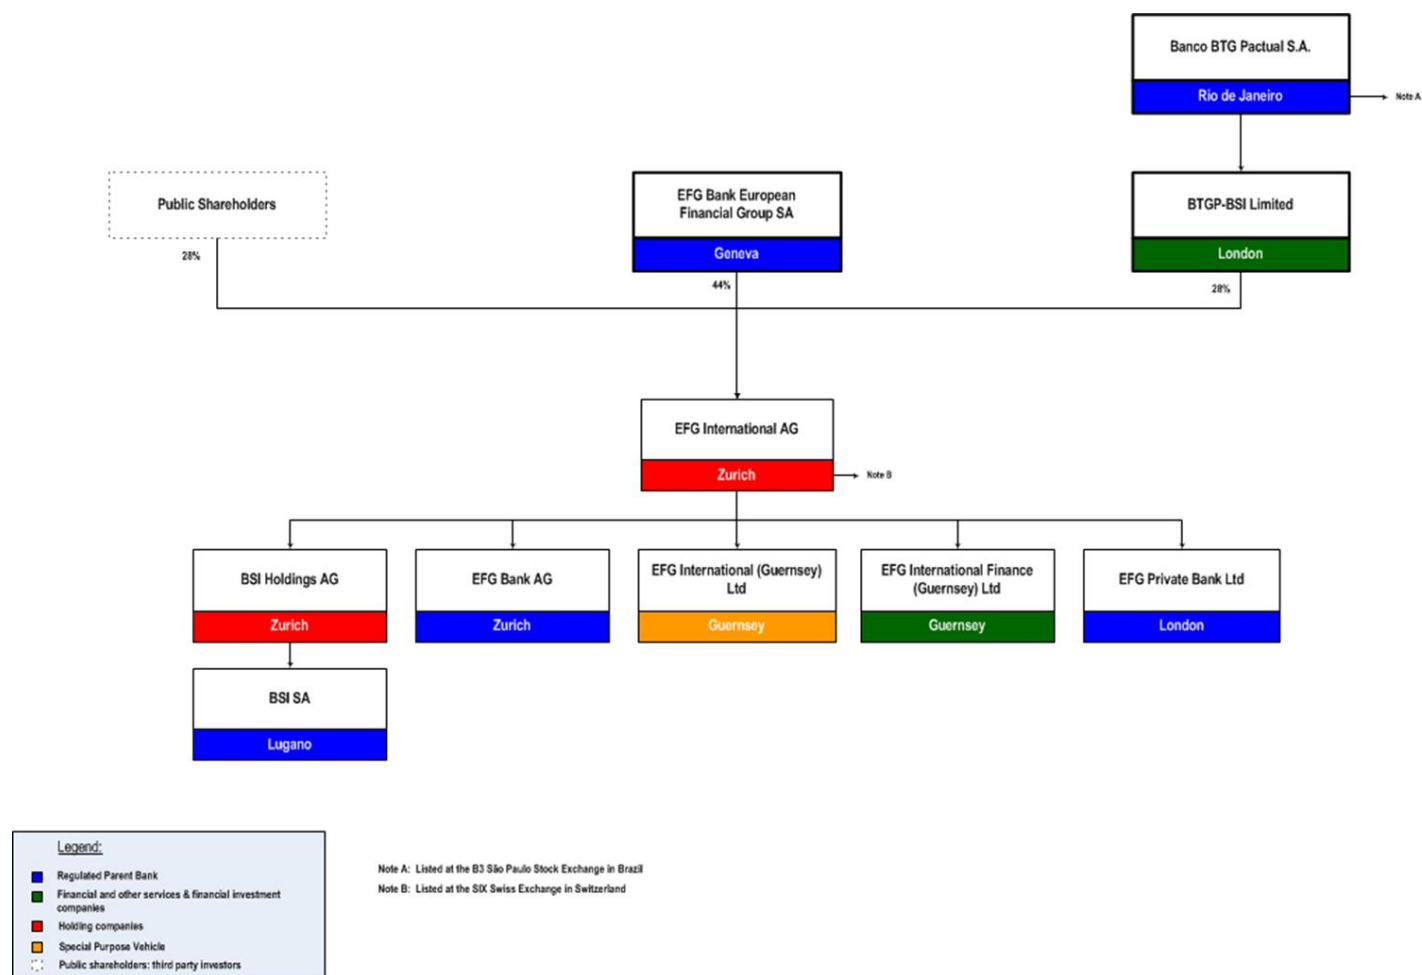 Banco BTG Pactual S.A.
Rio de Janeiro
Note A
Public Shareholders
EFG Bank European
Financial Group SA
Geneva
BTGP-BSI Limited
London
28%
44%
28%
EFG International AG
Zurich
Note B
BSI Holdings AG
Zurich
EFG Bank AG
Zurich
EFG International (Guernsey)
Ltd
Guernsey
EFG International Finance
(Guernsey) Ltd
Guernsey
EFG Private Bank Ltd
London
BSI SA
Lugano
Legend:
Regulated Parent Bank
Financial and other services & financial investment
companies
Holding companies
Special Purpose Vehicle
Public shareholders: third party investors
Note A: Listed at the B3 São Paulo Stock Exchange in Brazil
Note B: Listed at the SIX Swiss Exchange in Switzerland